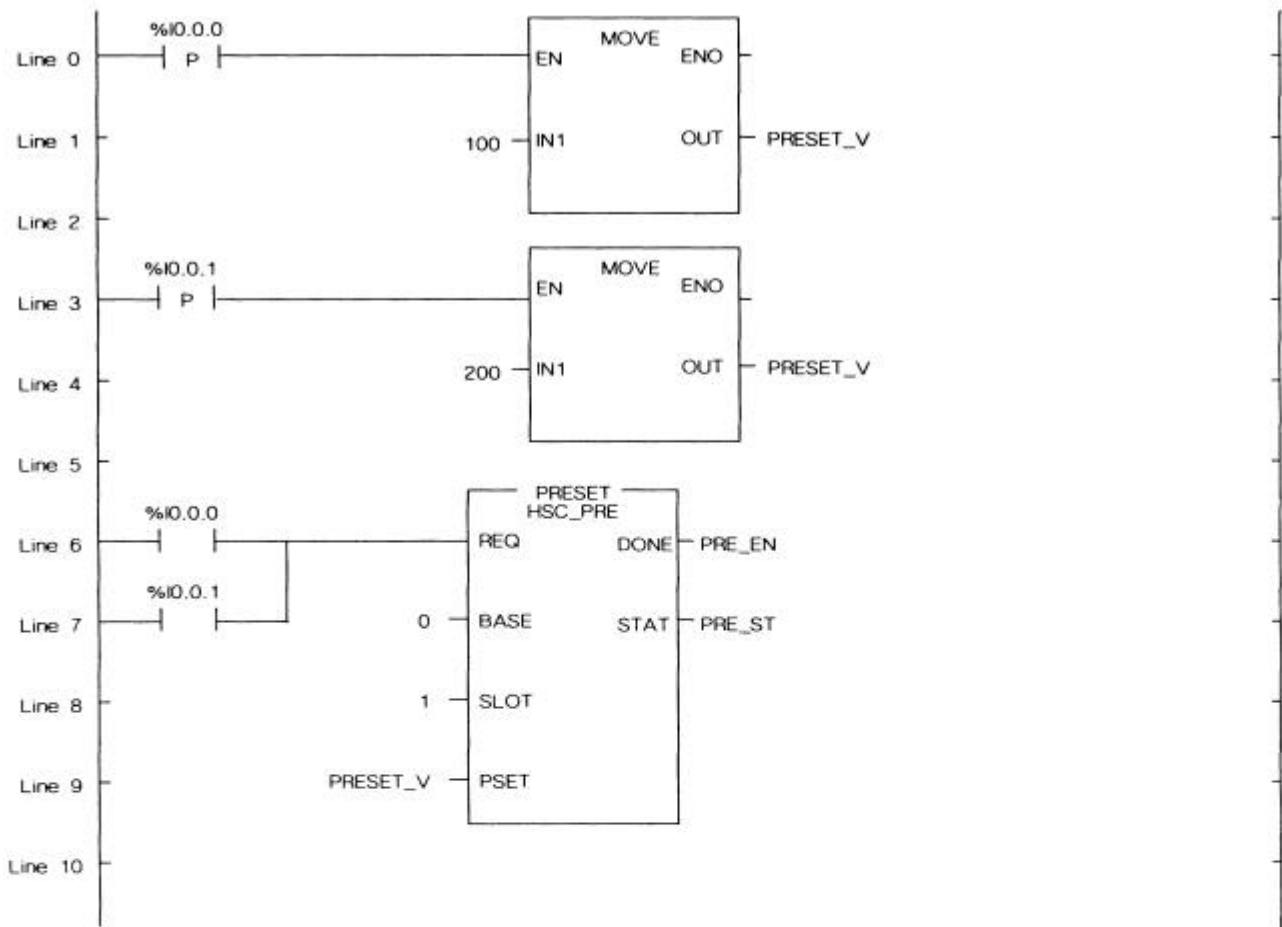 %I0.0.0
MOVE
Line 0
P
EN
ENO
Line 1
100
IN1
OUT
PRESET_V
Line 2
%I0.0.1
MOVE
Line 3
P
EN
ENO
Line 4
200
IN1
OUT
PRESET_V
Line 5
PRESET
HSC_PRE
%I0.0.0
Line 6
REQ
DONE
PRE_EN
%I0.0.1
Line 7
0
BASE
STAT
PRE_ST
Line 8
1
SLOT
Line 9
PRESET_V
PSET
Line 10